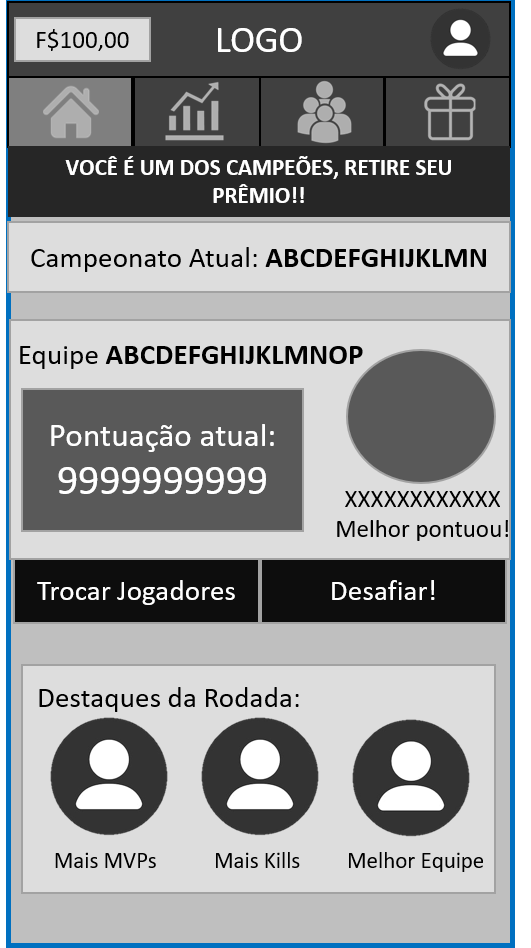 F$100,00
LOGO
VOCÊ É UM DOS CAMPEÕES, RETIRE SEU
PRÊMIO!!
Campeonato Atual: ABCDEFGHIJKLMN
Equipe ABCDEFGHIJKLMNOP
Pontuação atual:
9999999999
XXXXXXXXXXXX
Melhor pontuou!
Trocar Jogadores
Desafiar!
Destaques da Rodada:
Mais MVPs
Mais Kills
Melhor Equipe